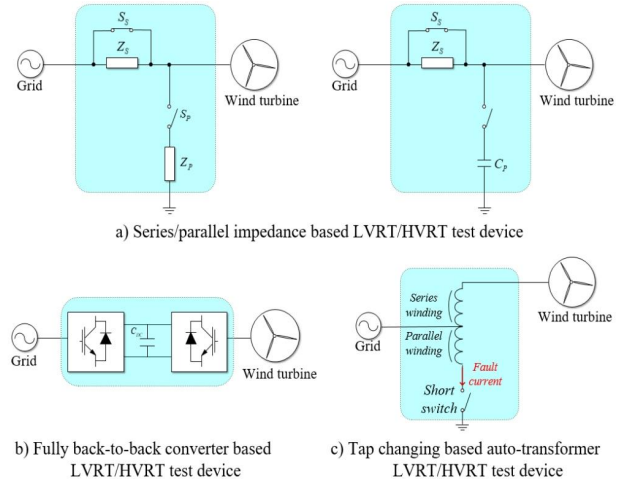 S_S
Z_S
Grid
Wind turbine
S_P
Z_P
S_S
Z_S
Grid
Wind turbine
C_P
a) Series/parallel impedance based LVRT/HVRT test device
Grid
C_DC
Wind turbine
b) Fully back-to-back converter based
LVRT/HVRT test device
Series
winding
Grid
Parallel
winding
Wind turbine
Fault
current
Short
switch
c) Tap changing based auto-transformer
LVRT/HVRT test device